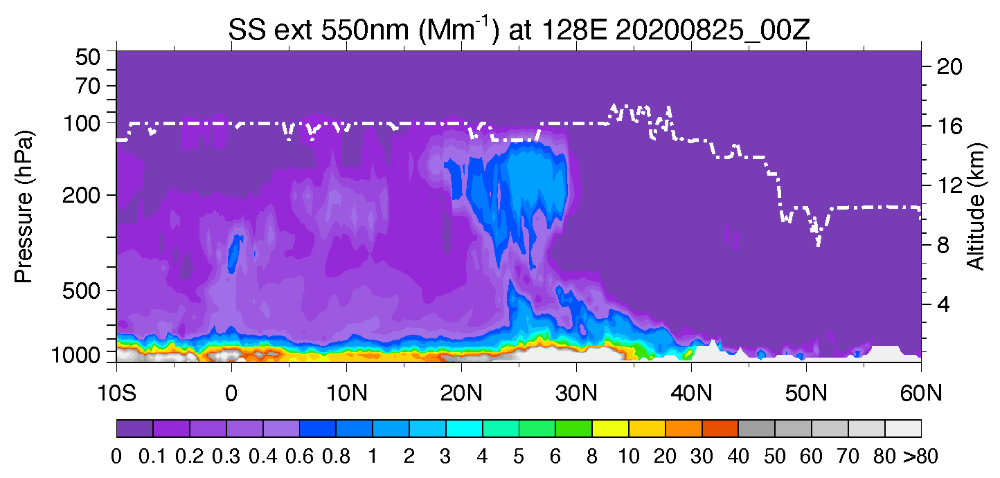 SS ext 550nm (Mm-1) at 128E 20200825_00Z
Pressure (hPa)
50
70
100
200
500
1000
20
16
12
8
4
Altitude (km)
10S 0 10N 20N 30N 40N 50N 60N
0 0.1 0.2 0.3 0.4 0.6 0.8 1 2 3 4 5 6 8 10 20 30 40 50 60 70 80 >80